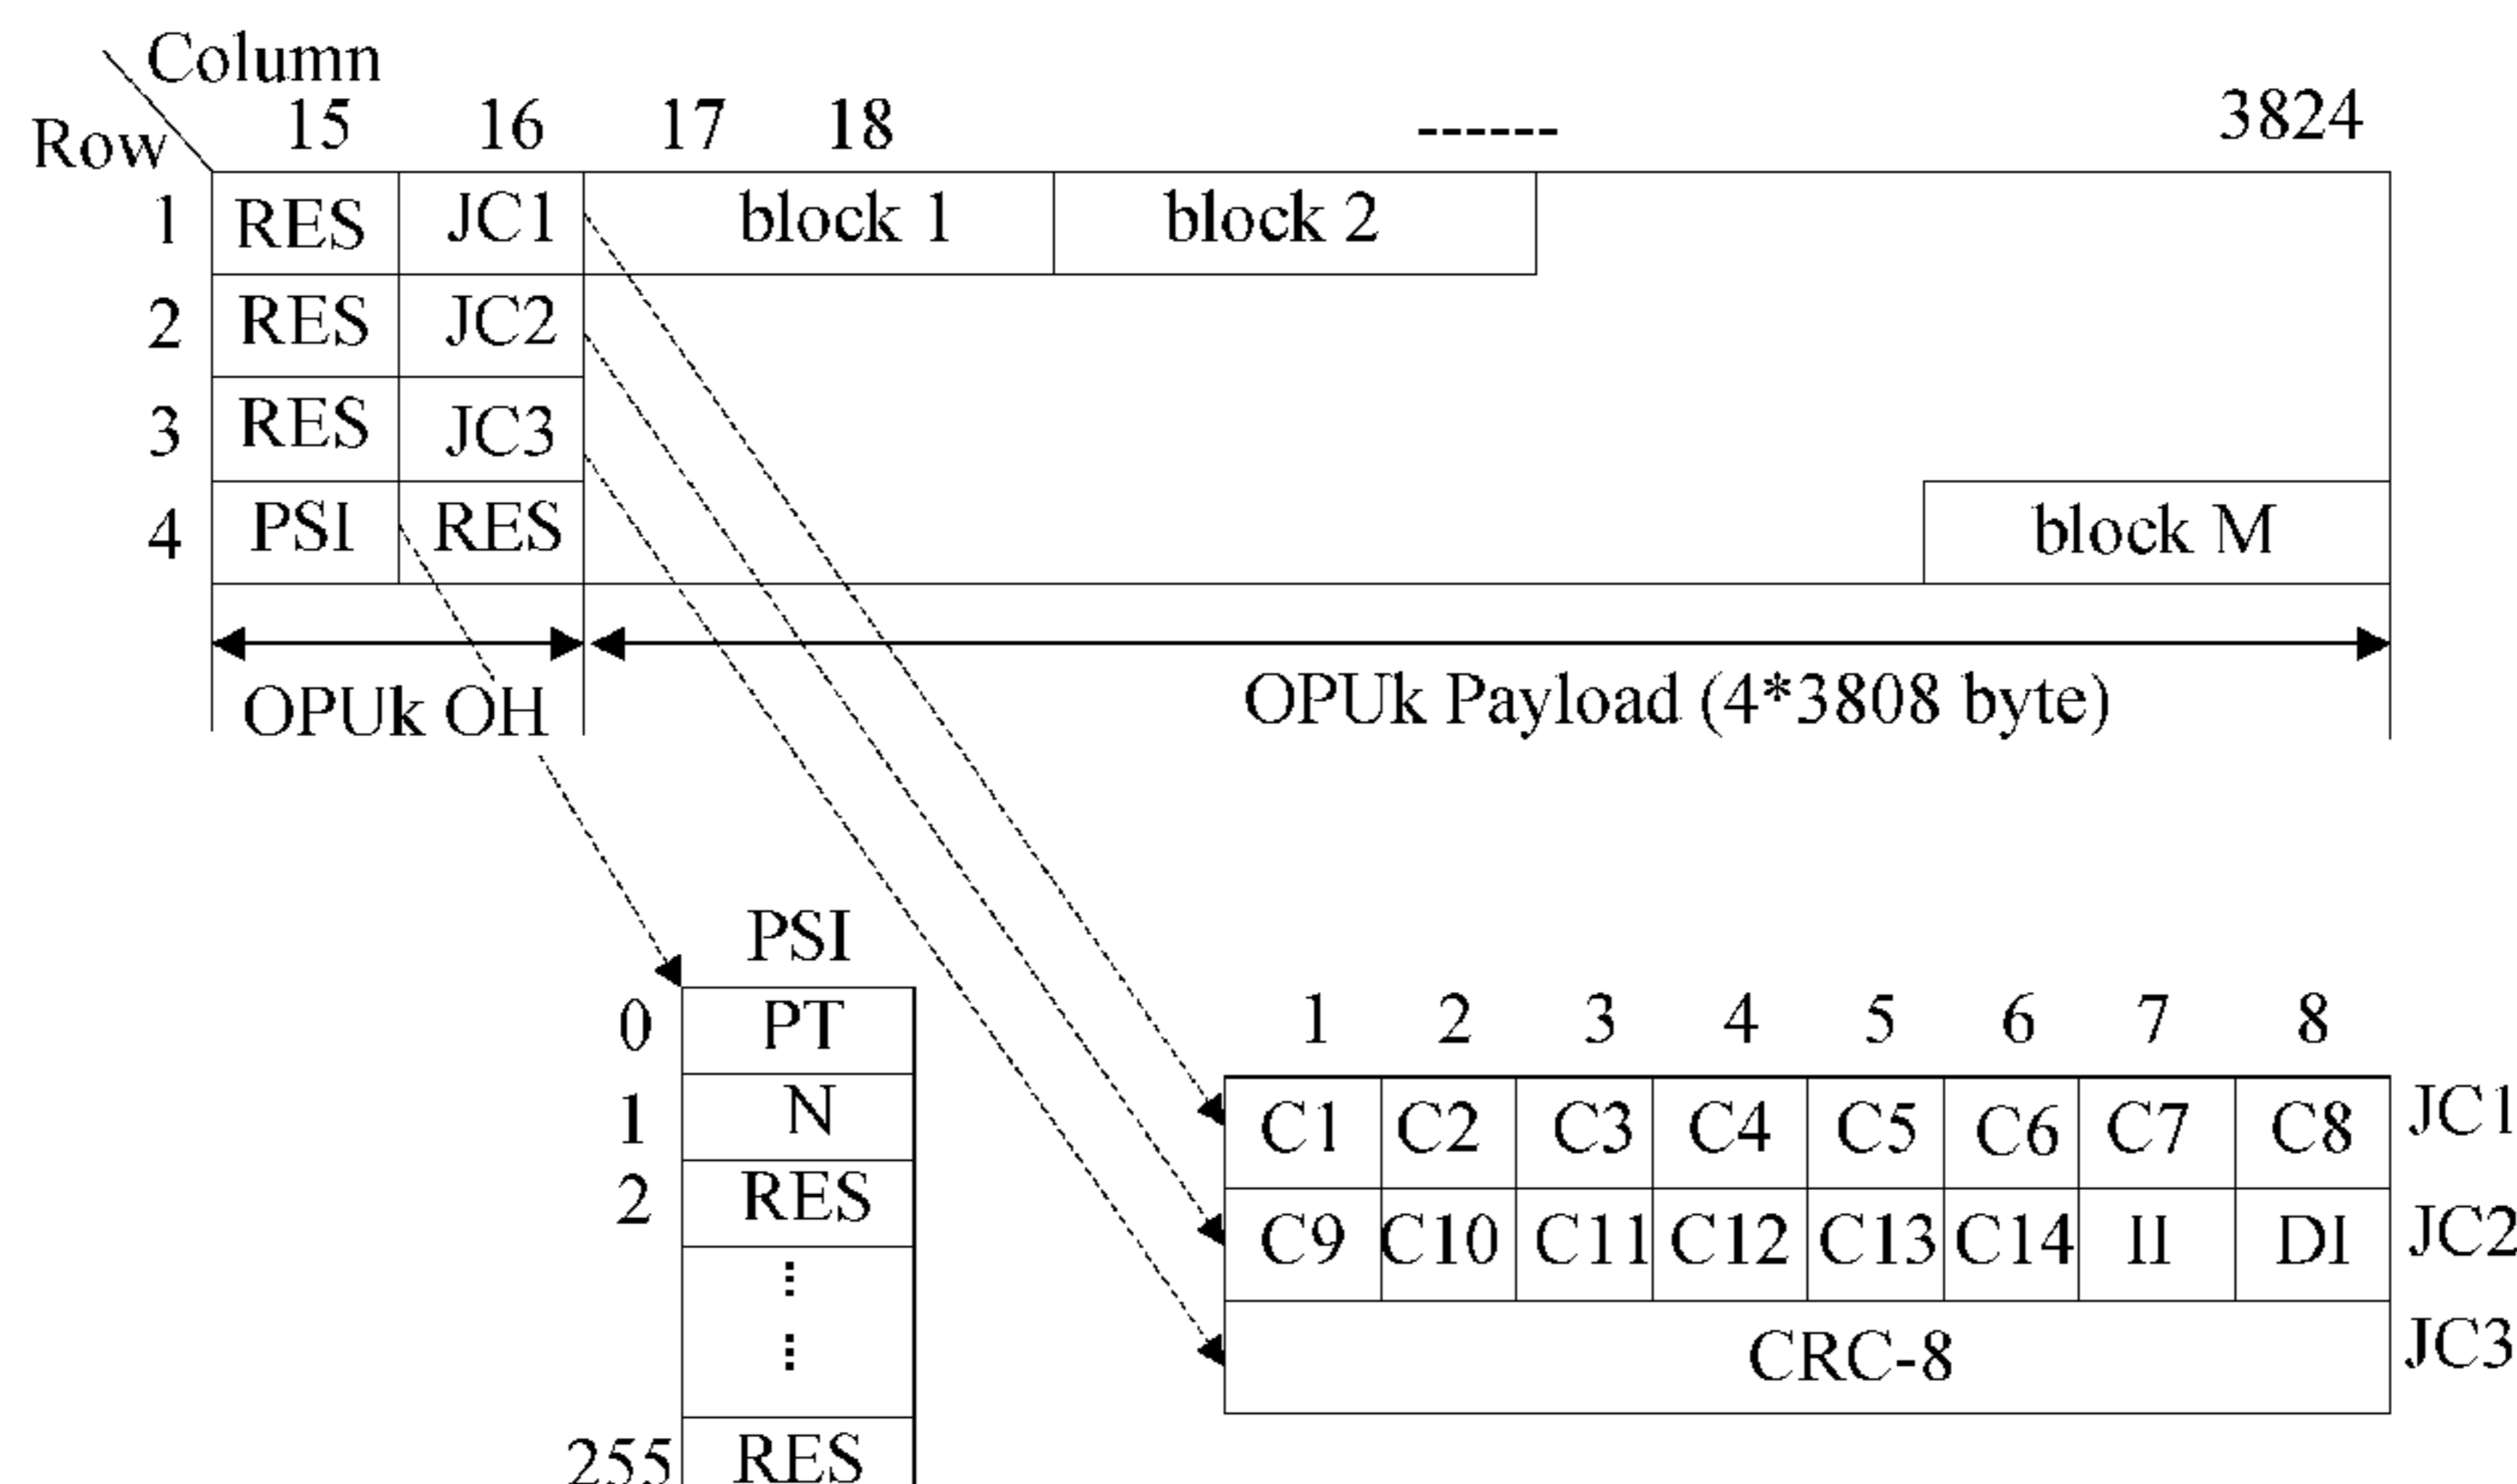 Column
Row 15 16 17 18 ------ 3824
1 RES JC1 block 1 block 2
2 RES JC2
3 RES JC3
4 PSI RES block M
OPUk OH OPUk Payload (4*3808 byte)
PSI
0 PT
1 N
2 RES
255 RES
1 2 3 4 5 6 7 8
C1 C2 C3 C4 C5 C6 C7 C8 JC1
C9 C10 C11 C12 C13 C14 II DI JC2
CRC-8 JC3